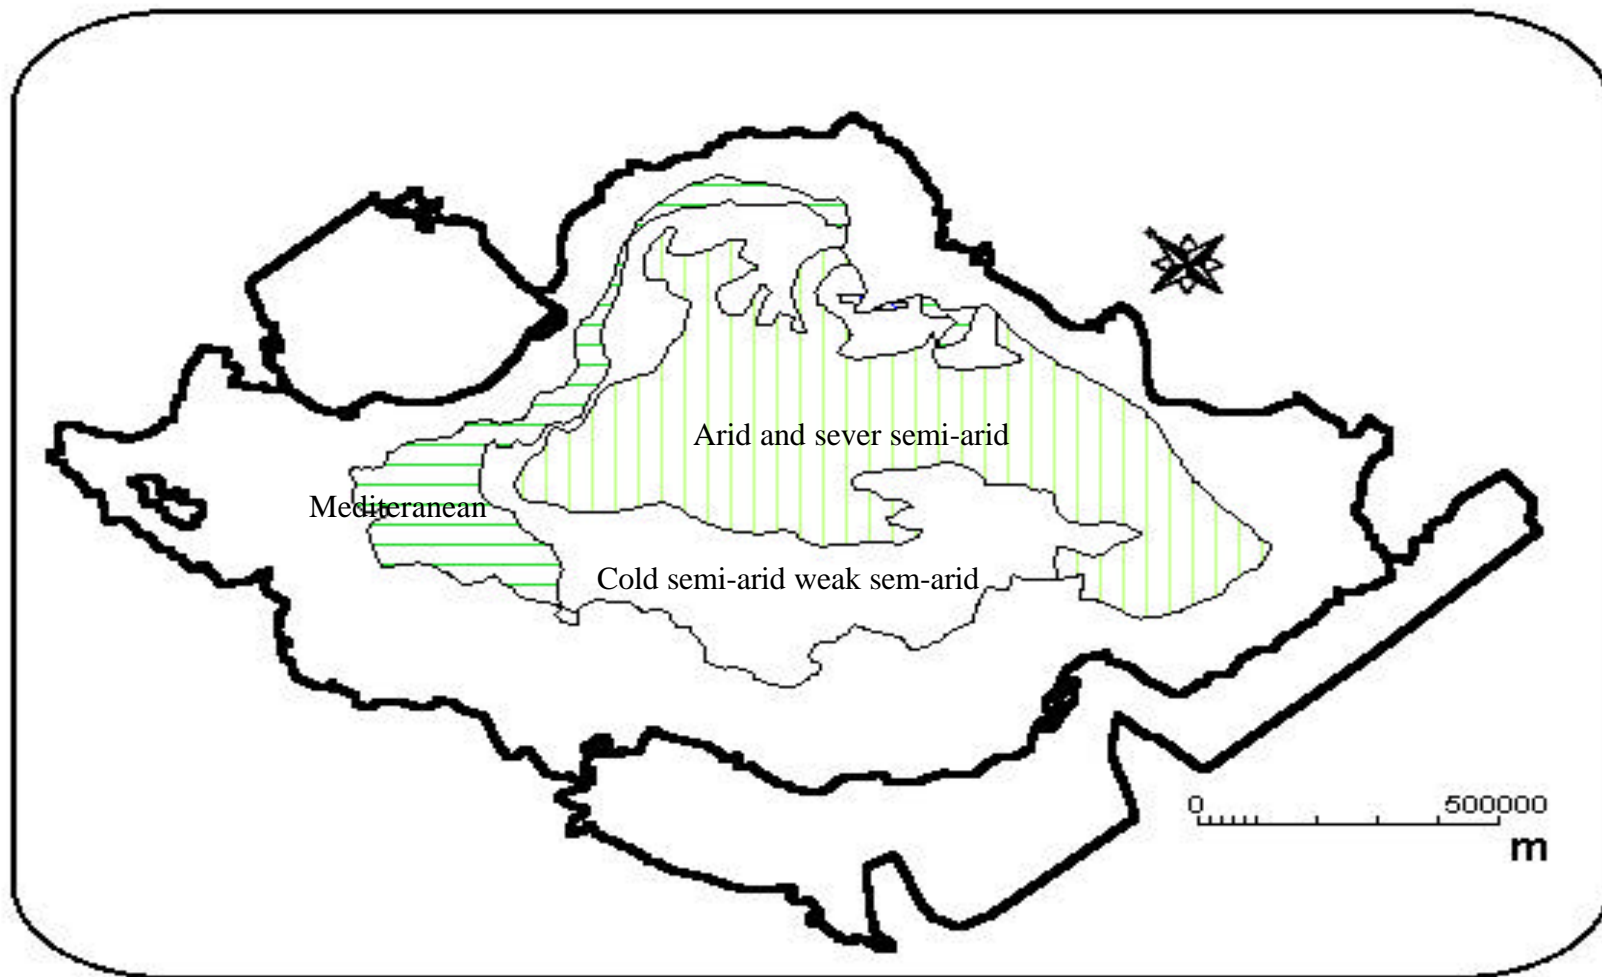 Arid and sever semi-arid
Mediteranean
Cold semi-arid weak sem-arid
0 500000
m